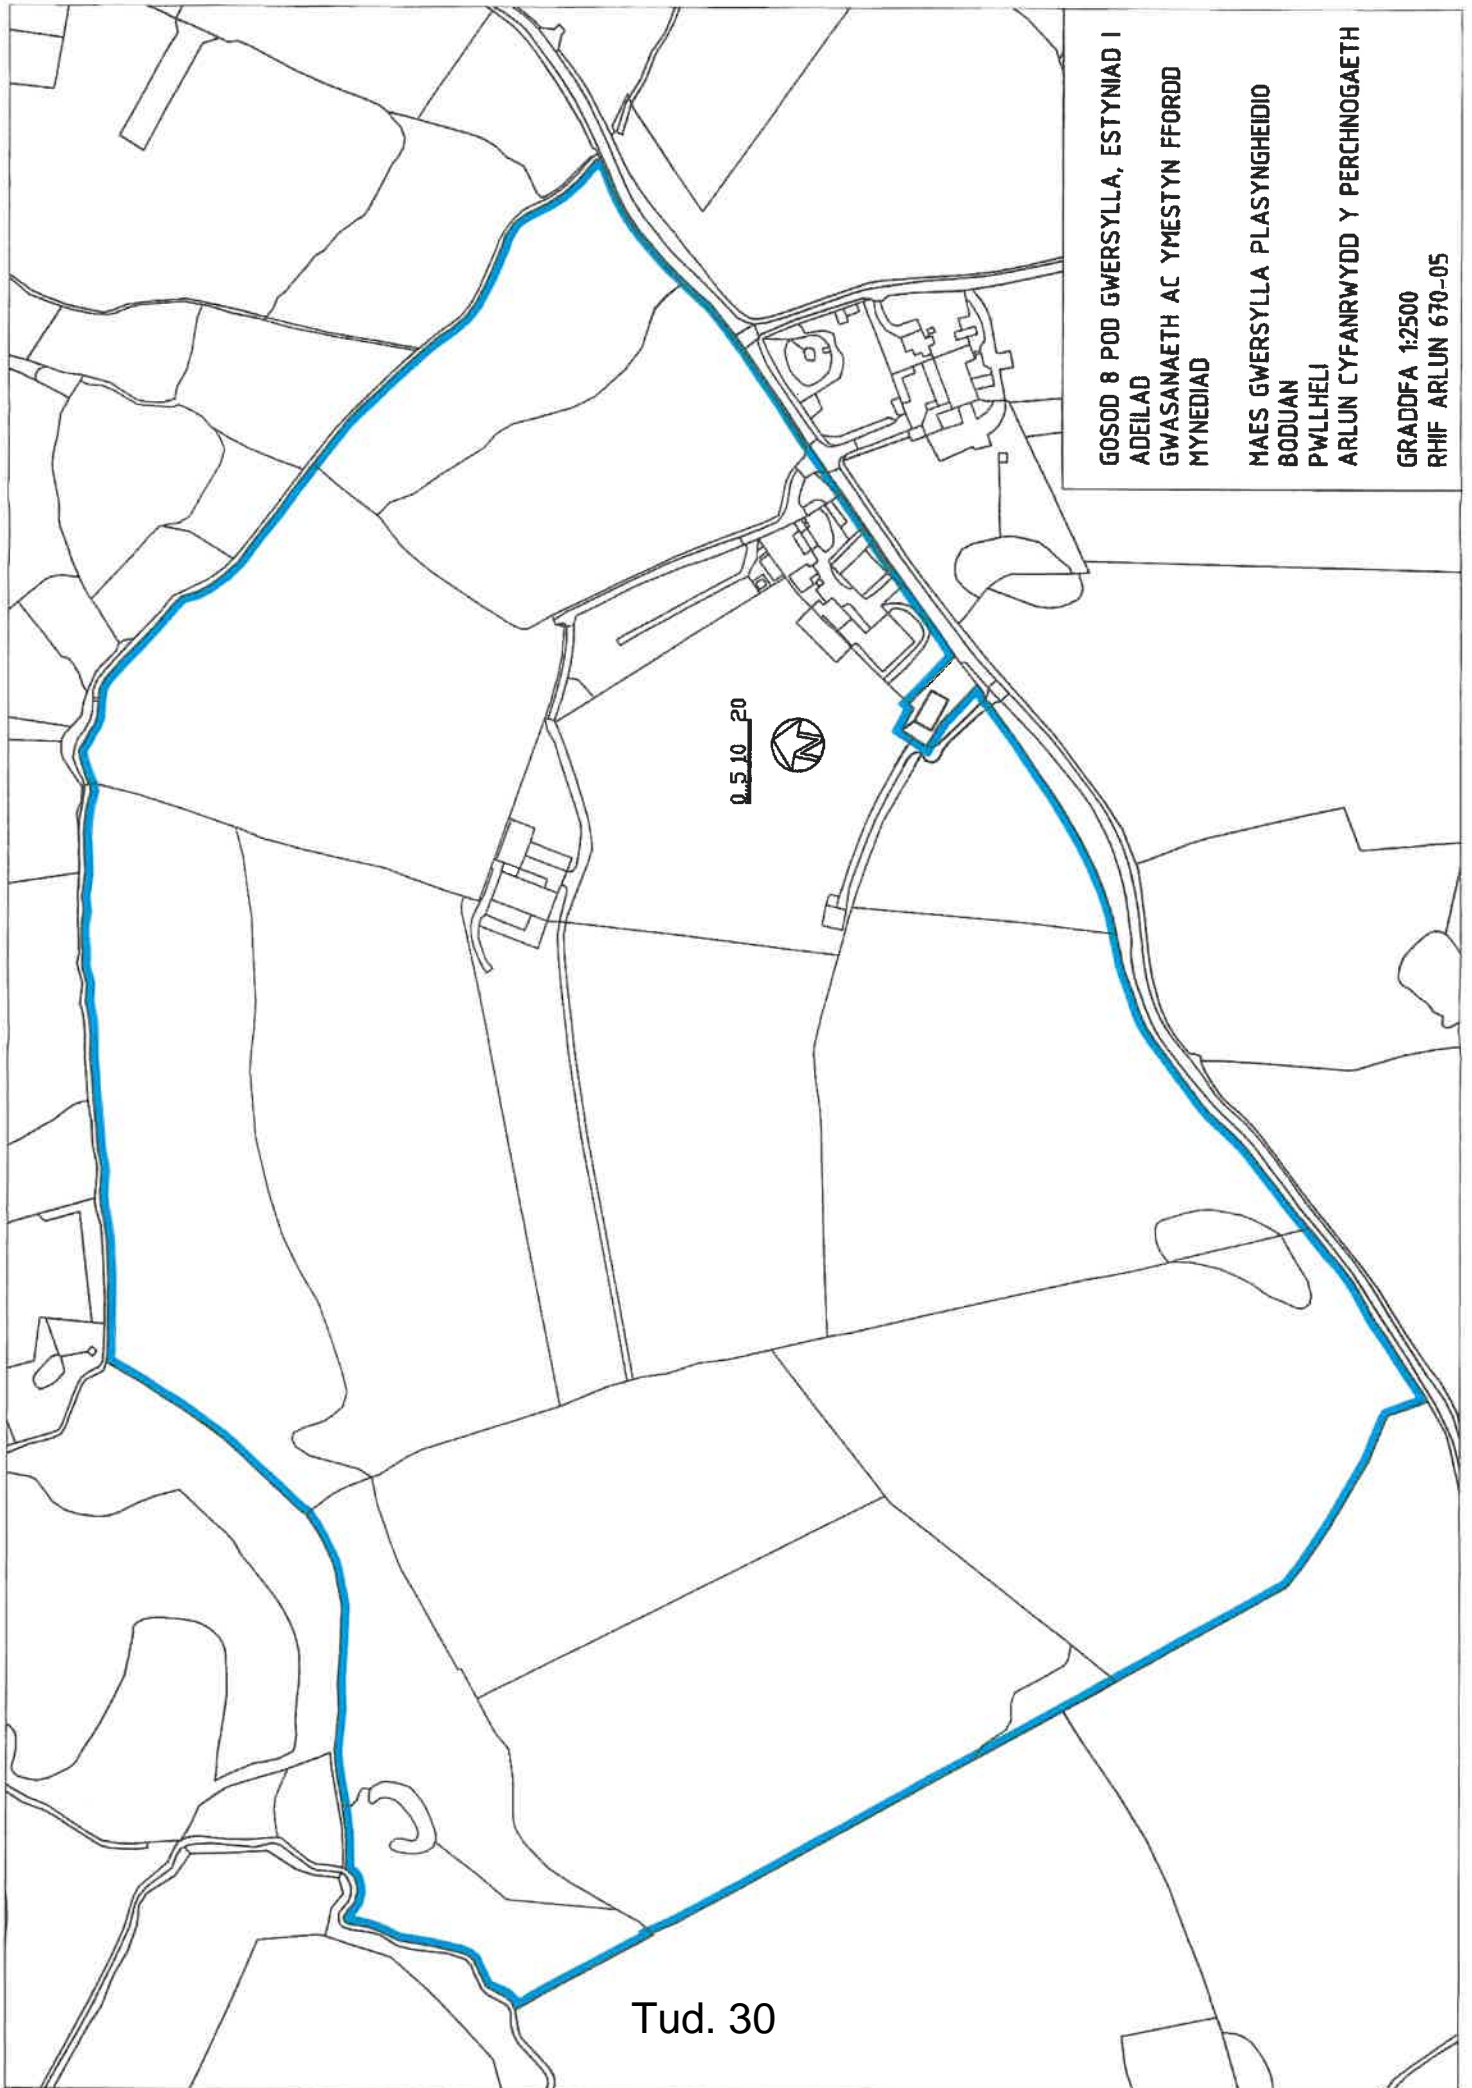 GOSOD 8 POD GWERSYLLA, ESTYNIAD I
ADEILAD
GWASANAETH AC YMESTYN FFORDD
MYNEDIAD
MAES GWERSYLLA PLASYNGHEIDIO
BODUAN
PWLLHELI
ARLUN CYFANRWYDD Y PERCHNOGAETH
GRADDFA 1:2500
RHIF ARLUN 670-05
0 5 10 20
N
Tud. 30